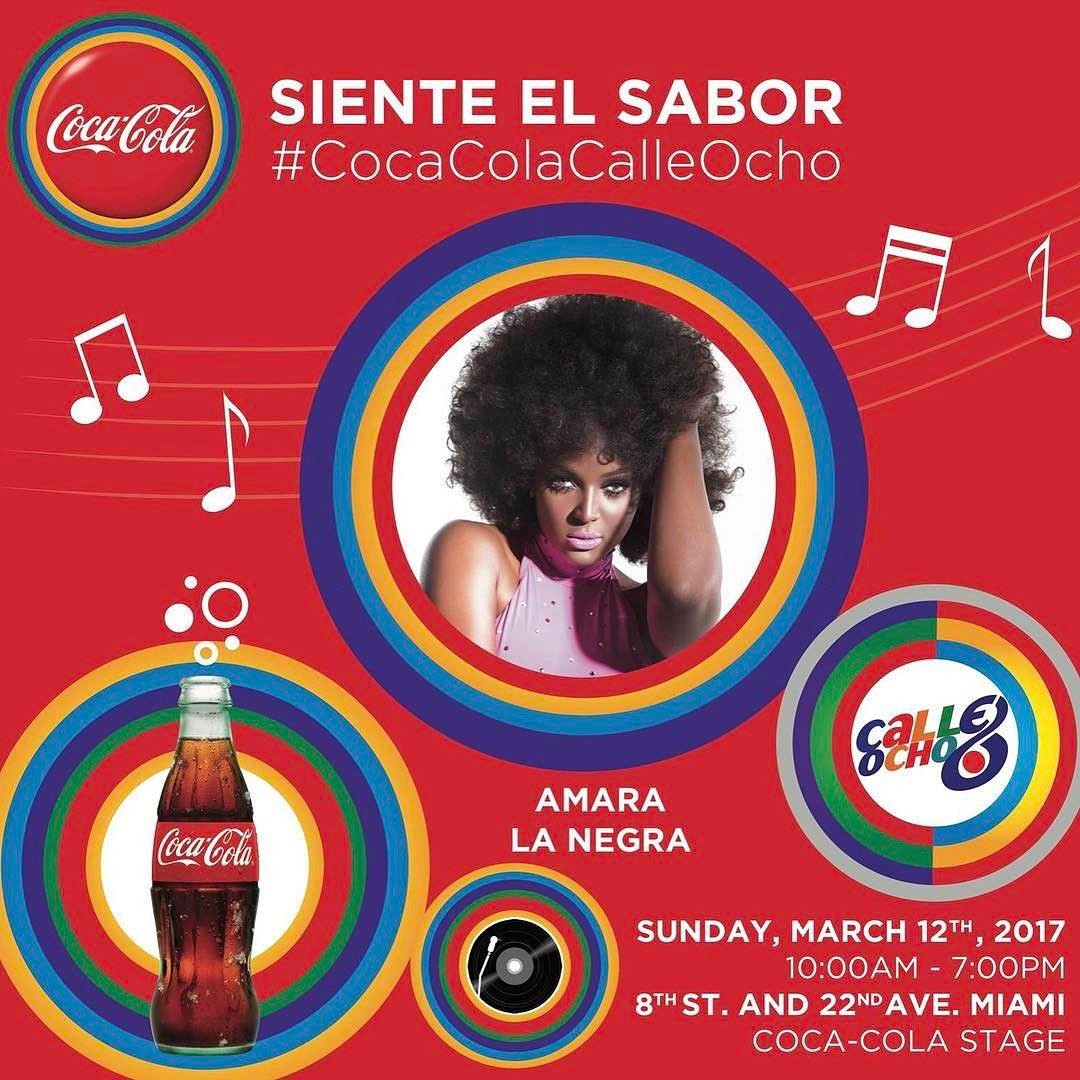 Coca-Cola
SIENTE EL SABOR
#CocaColaCalleOcho
Coca-Cola
CALLE
OCHO 8
AMARA
LA NEGRA
SUNDAY, MARCH 12TH, 2017
10:00AM - 7:00PM
8TH ST. AND 22ND AVE. MIAMI
COCA-COLA STAGE